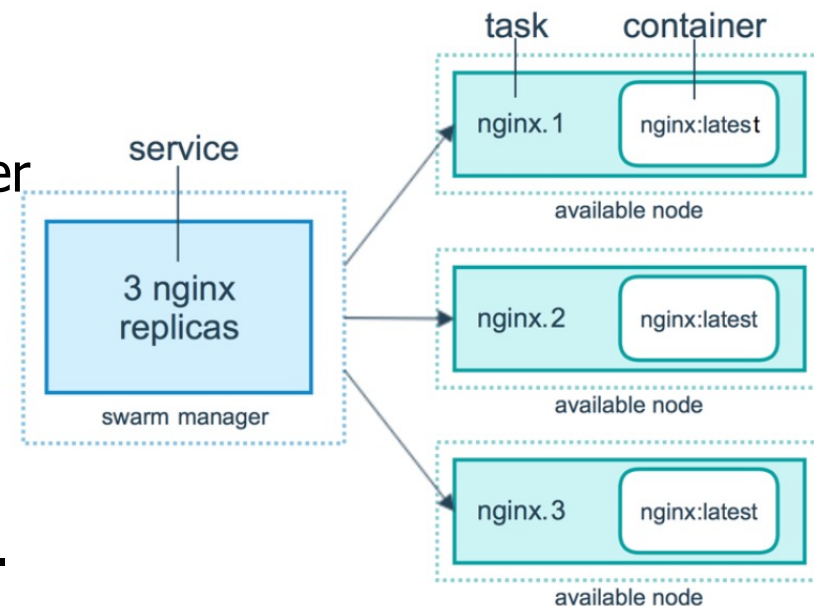 er
service
3 nginx
replicas
swarm manager
task
container
nginx.1
nginx:latest
available node
nginx.2
nginx:latest
available node
nginx.3
nginx:latest
available node
.